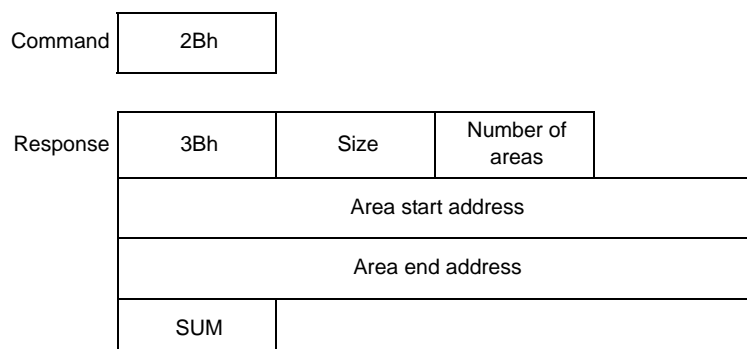 Command 2Bh
Response 3Bh Size Number of
areas
Area start address
Area end address
SUM